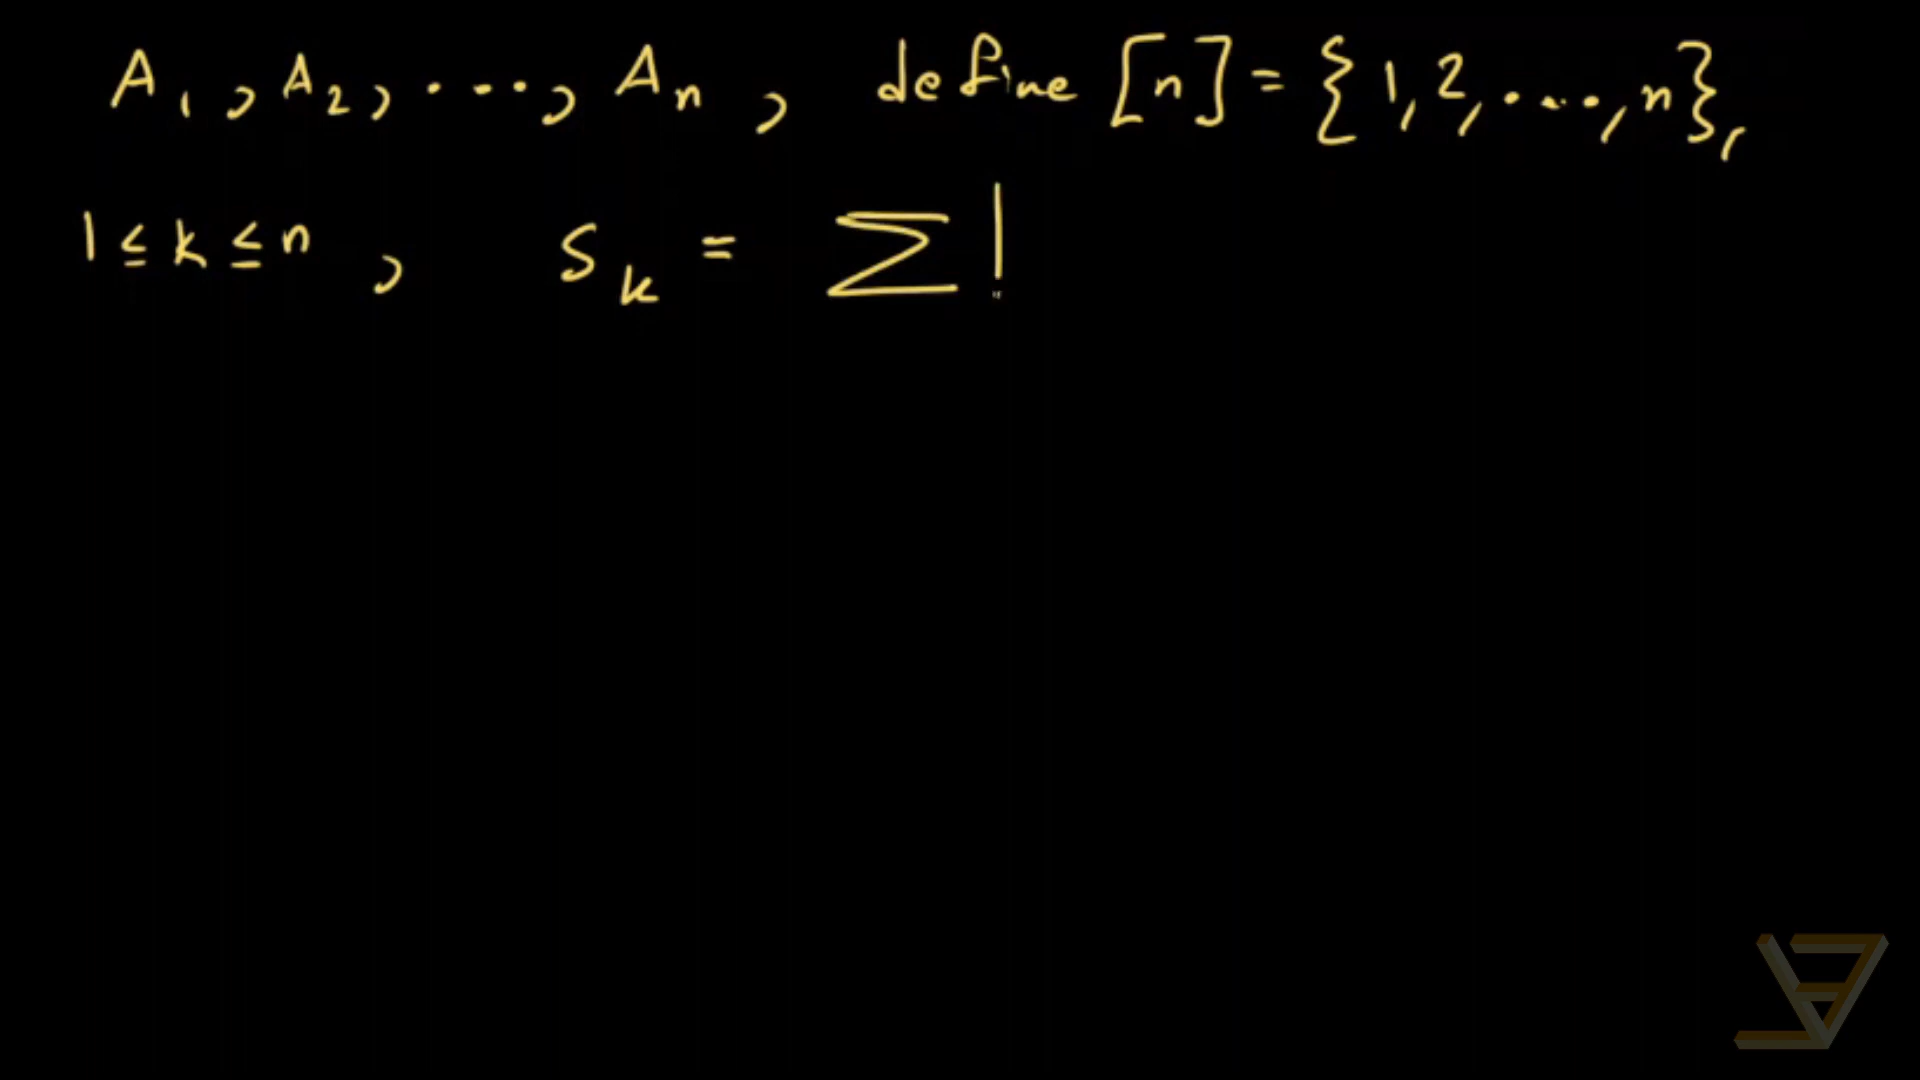 A₁, A₂, ..., Aₙ, define [n] = {1, 2, ..., n},
1 ≤ k ≤ n, Sₖ = ∑ |